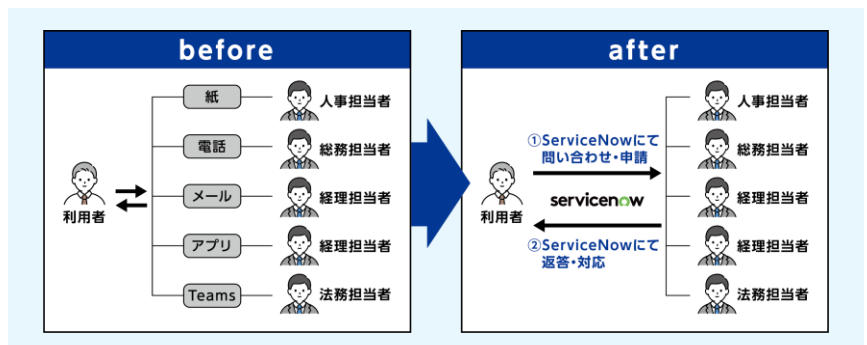 before
紙
人事担当者
電話
総務担当者
利用者
メール
経理担当者
アプリ
経理担当者
Teams
法務担当者
after
人事担当者
①ServiceNowにて
問い合わせ・申請
総務担当者
利用者
servicenow
経理担当者
②ServiceNowにて
返答・対応
経理担当者
法務担当者